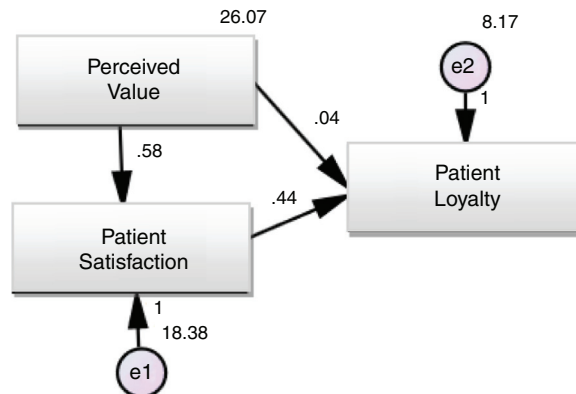 26.07
8.17
Perceived
Value
e2
1
.04
.58
Patient
Loyalty
.44
Patient
Satisfaction
1
18.38
e1